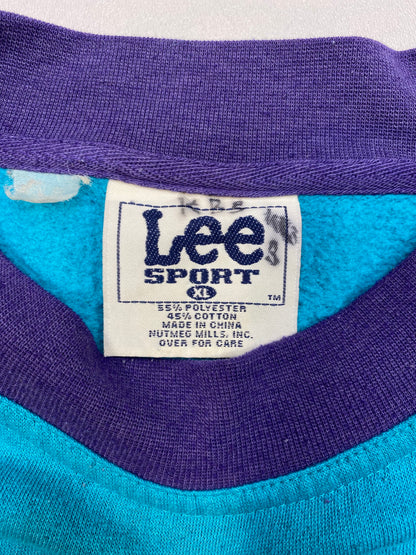 Lee
SPORT
XL
TM
55% POLYESTER
45% COTTON
MADE IN CHINA
NUTMEG MILLS, INC.
OVER FOR CARE